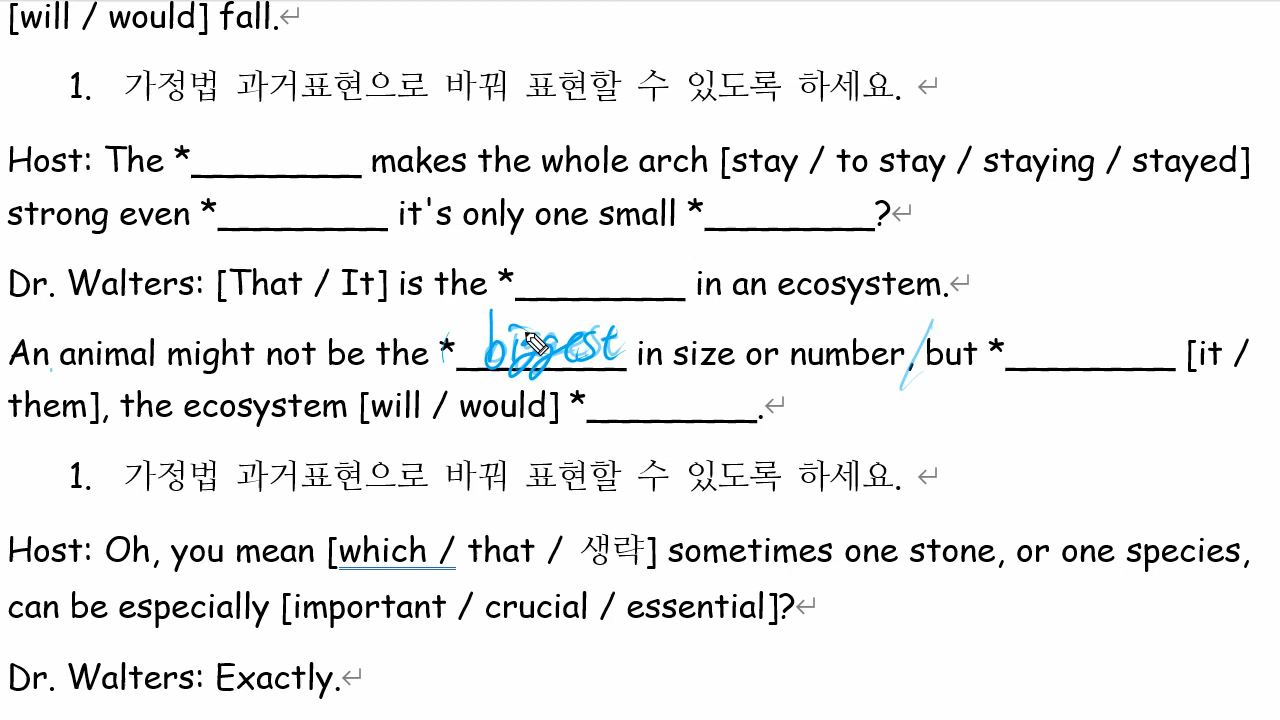 [will / would] fall.
1. 가정법 과거표현으로 바꿔 표현할 수 있도록 하세요.
Host: The *__________ makes the whole arch [stay / to stay / staying / stayed]
strong even *__________ it's only one small *__________?
Dr. Walters: [That / It] is the *__________ in an ecosystem.
An animal might not be the * biggest in size or number, but *__________ [it /
them], the ecosystem [will / would] *__________.
1. 가정법 과거표현으로 바꿔 표현할 수 있도록 하세요.
Host: Oh, you mean [which / that / 생략] sometimes one stone, or one species,
can be especially [important / crucial / essential]?
Dr. Walters: Exactly.